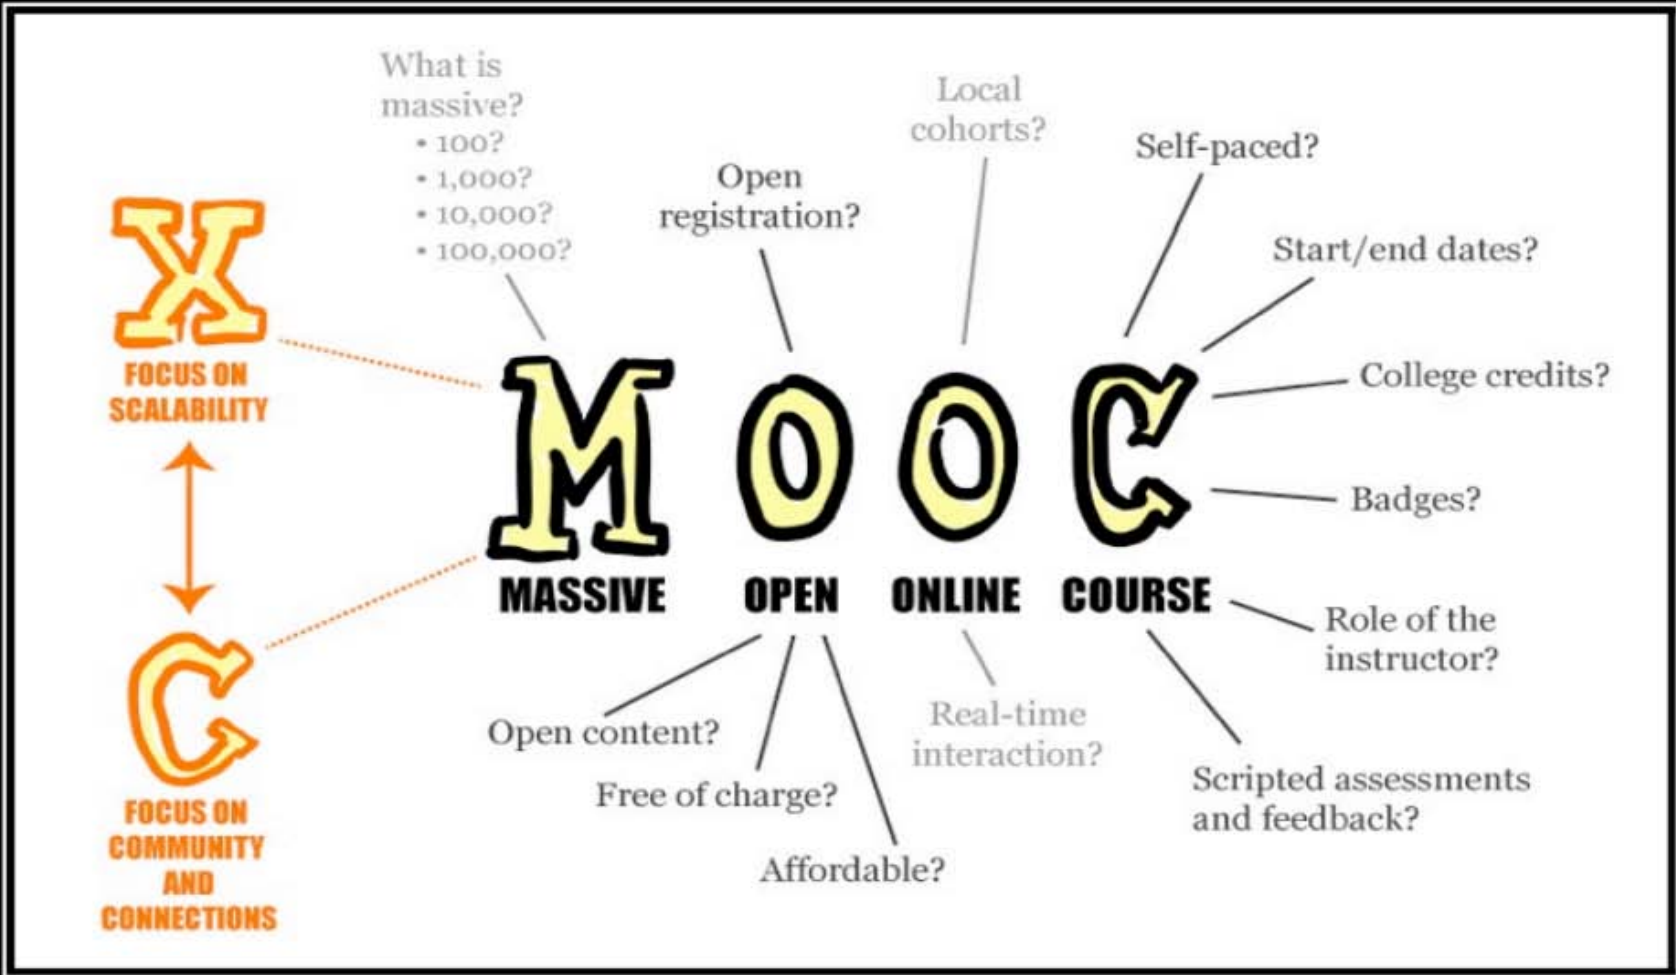 What is
massive?
• 100?
• 1,000?
• 10,000?
• 100,000?
Open
registration?
Local
cohorts?
Self-paced?
Start/end dates?
College credits?
Badges?
Role of the
instructor?
Scripted assessments
and feedback?
X
FOCUS ON
SCALABILITY
C
FOCUS ON
COMMUNITY
AND
CONNECTIONS
MOOC
MASSIVE OPEN ONLINE COURSE
Open content?
Free of charge?
Affordable?
Real-time
interaction?